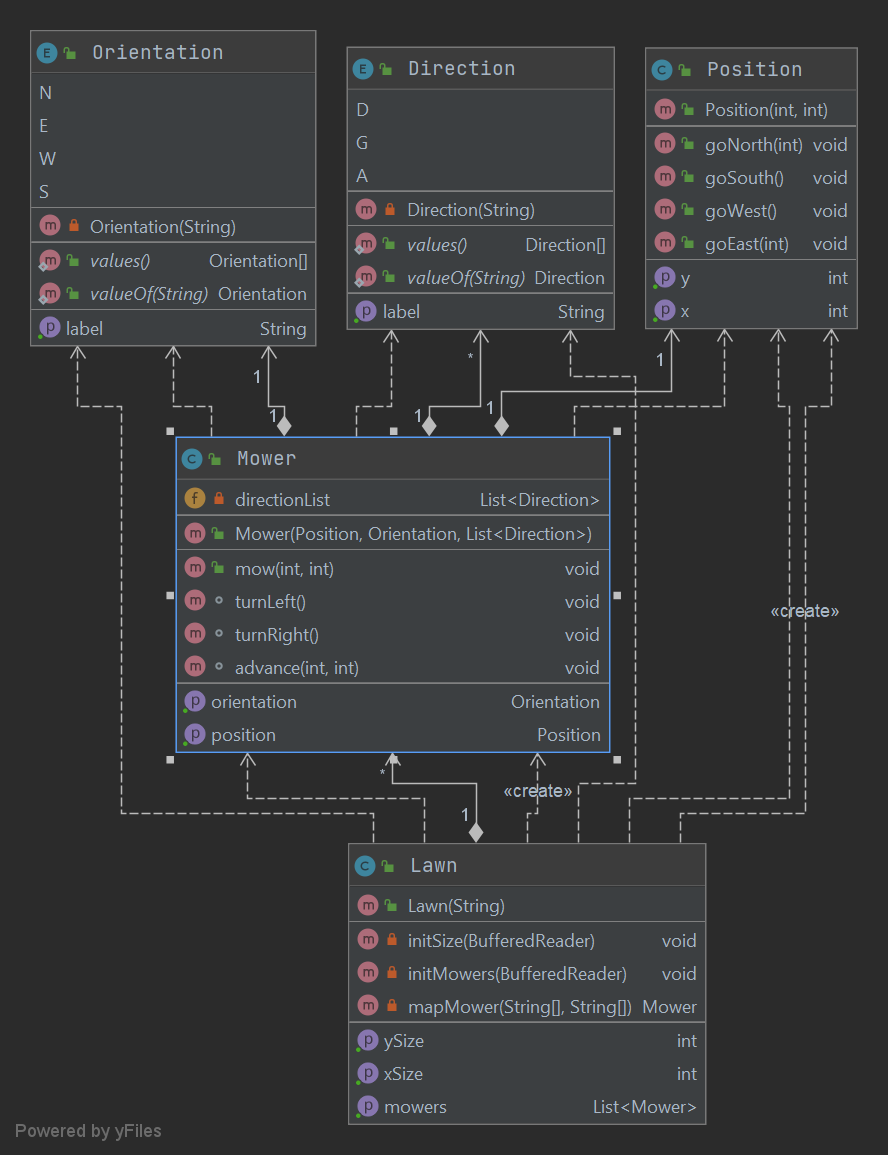 E Orientation
N
E
W
S
m Orientation(String)
m values() Orientation[]
m valueOf(String) Orientation
p label String
E Direction
D
G
A
m Direction(String)
m values() Direction[]
m valueOf(String) Direction
p label String
C Position
m Position(int, int)
m goNorth(int) void
m goSouth() void
m goWest() void
m goEast(int) void
p y int
p x int
1
1
*
1
1
1
C Mower
f directionList List<Direction>
m Mower(Position, Orientation, List<Direction>)
m mow(int, int) void
m turnLeft() void
m turnRight() void
m advance(int, int) void
p orientation Orientation
p position Position
«create»
*
«create»
1
C Lawn
m Lawn(String)
m initSize(BufferedReader) void
m initMowers(BufferedReader) void
m mapMower(String[], String[]) Mower
p ySize int
p xSize int
p mowers List<Mower>
Powered by yFiles